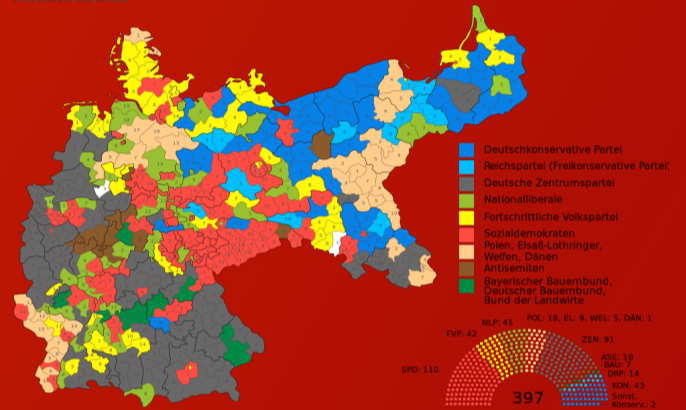 Deutschkonservative Partei
Reichspartei (Freikonservative Partei)
Deutsche Zentrumspartei
Nationalliberale
Fortschrittliche Volkspartei
Sozialdemokraten
Polen, Elsaß-Lothringer,
Welfen, Dänen
Antisemiten
Bayerischer Bauernbund,
Deutscher Bauernbund,
Bund der Landwirte
POL: 18, EL: 9, WEL: 5, DÄN: 1
NLP: 45
FVP: 42
ZEN: 91
SPD: 110
ASE: 10
BAU: 7
DRP: 14
KON: 43
Sonst.
Konserv.: 2
397